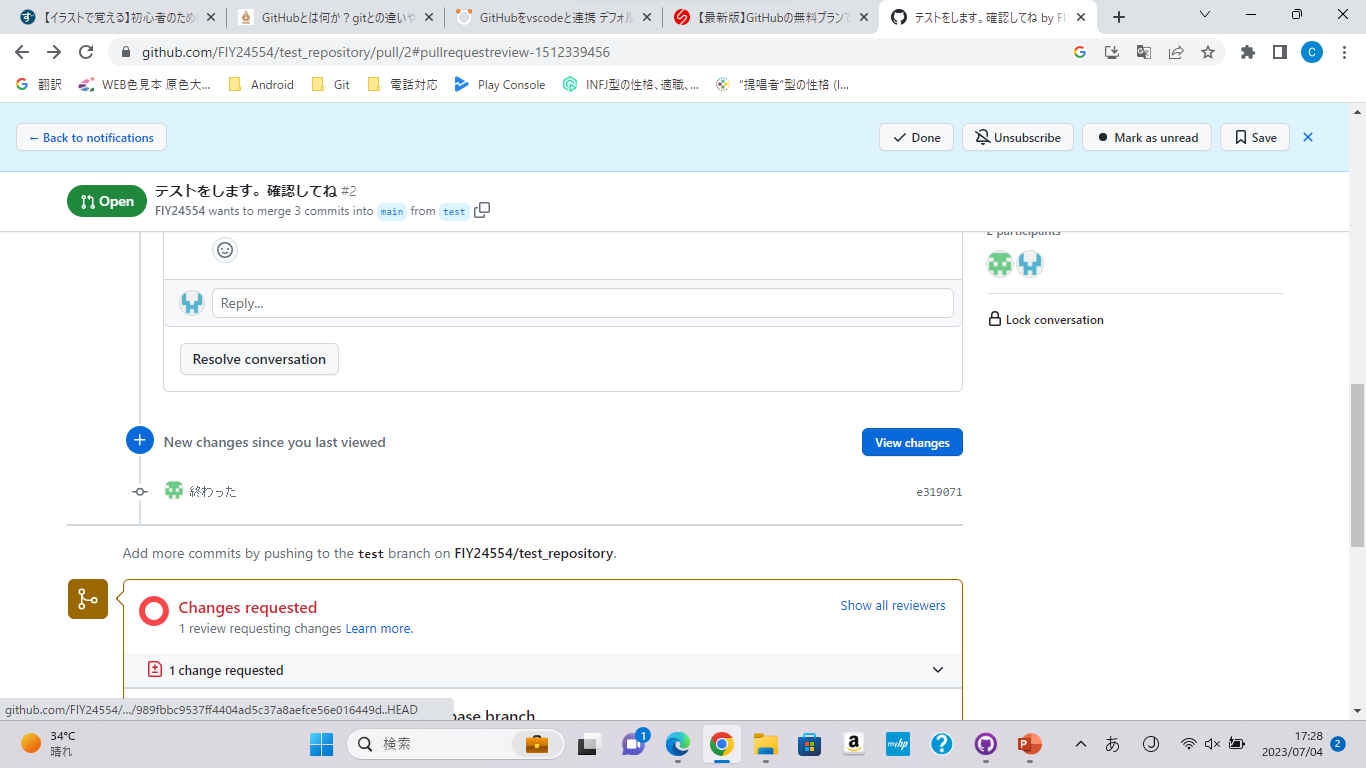 【イラストで覚える】初心者のため
GitHubとは何か？gitとの違いや
GitHubをvscodeと連携 デフォル
【最新版】GitHubの無料プランで
テストをします。確認してね by F
github.com/FIY24554/test_repository/pull/2#pullrequestreview-1512339456
C
翻訳
WEB色見本 原色大...
Android
Git
電話対応
Play Console
INFJ型の性格、適職、...
“提唱者”型の性格 (I...
← Back to notifications
Done
Unsubscribe
Mark as unread
Save
Open
テストをします。確認してね #2
FIY24554 wants to merge 3 commits into main from test
2 participants
Reply...
Lock conversation
Resolve conversation
New changes since you last viewed
View changes
終わった
e319071
Add more commits by pushing to the test branch on FIY24554/test_repository.
Changes requested
Show all reviewers
1 review requesting changes Learn more.
1 change requested
base branch
github.com/FIY24554/.../989fbbc9537ff4404ad5c37a8aefce56e016449d..HEAD
34°C
晴れ
検索
1
a
myhp
?
P
あ
17:28
2023/07/04
2